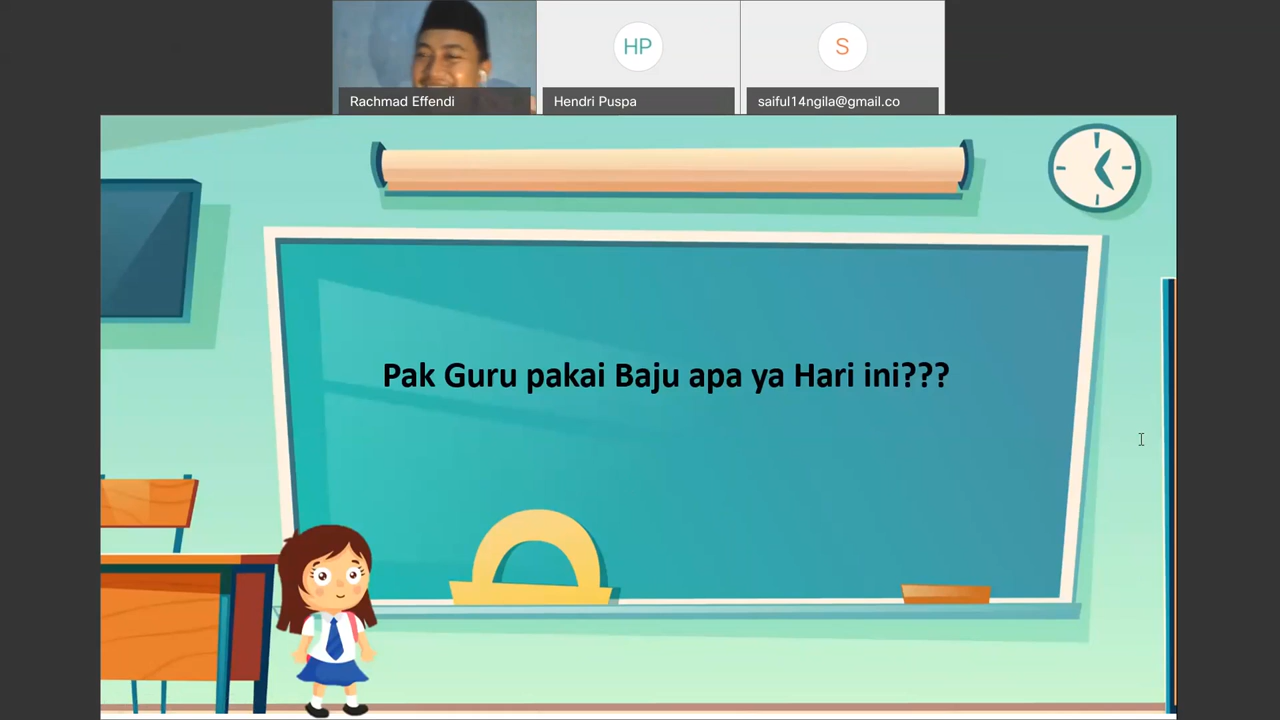 HP
S
Rachmad Effendi
Hendri Puspa
saiful14ngila@gmail.co
Pak Guru pakai Baju apa ya Hari ini???